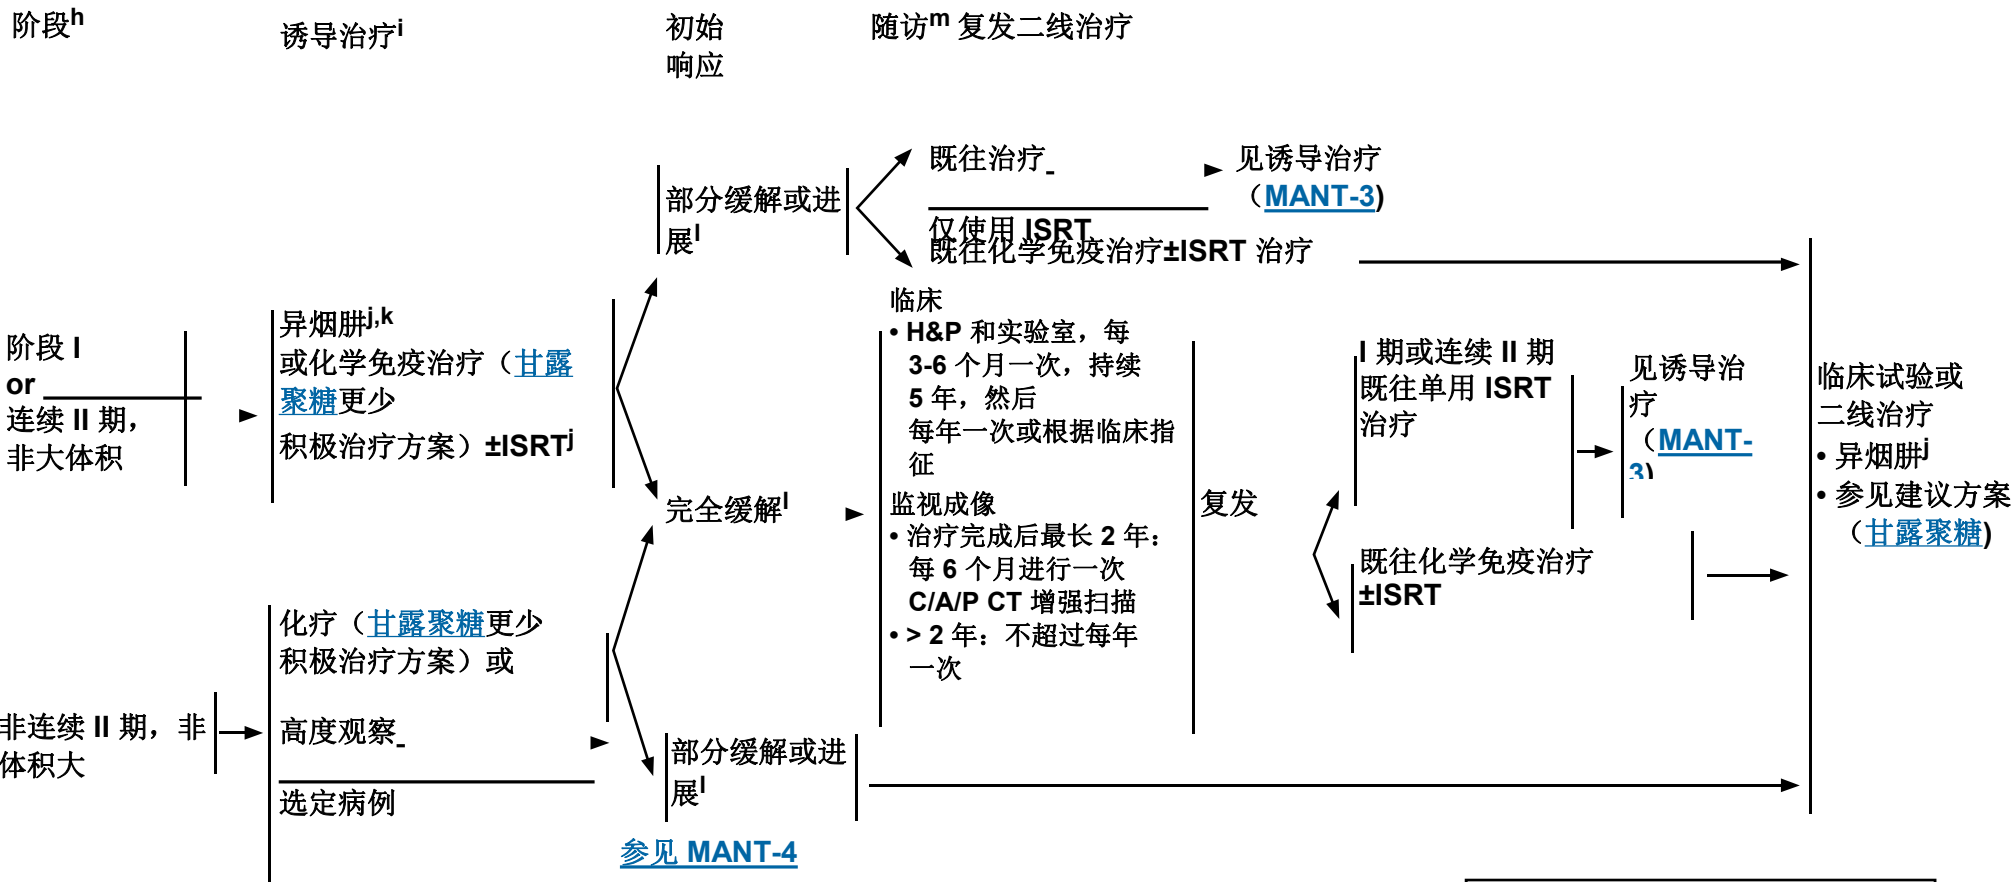 阶段h
诱导治疗i
初始
响应
随访m 复发二线治疗
既往治疗
仅使用 ISRT
既往化学免疫治疗±ISRT 治疗
见诱导治疗
（MANT-3)
部分缓解或进
展l
阶段 I
or
连续 II 期，
非大体积
异烟肼j,k
或化学免疫治疗（甘露
聚糖更少
积极治疗方案）±ISRTj
完全缓解l
临床
• H&P 和实验室，每
3-6 个月一次，持续
5 年，然后
每年一次或根据临床指
征
监视成像
• 治疗完成后最长 2 年：
每 6 个月进行一次
C/A/P CT 增强扫描
• > 2 年：不超过每年
一次
复发
I 期或连续 II 期
既往单用 ISRT
治疗
见诱导治
疗
（MANT-
3)
既往化学免疫治疗
±ISRT
临床试验或
二线治疗
• 异烟肼j
• 参见建议方案
（甘露聚糖)
非连续 II 期，非
体积大
化疗（甘露聚糖更少
积极治疗方案）或
高度观察
选定病例
部分缓解或进
展l
参见 MANT-4